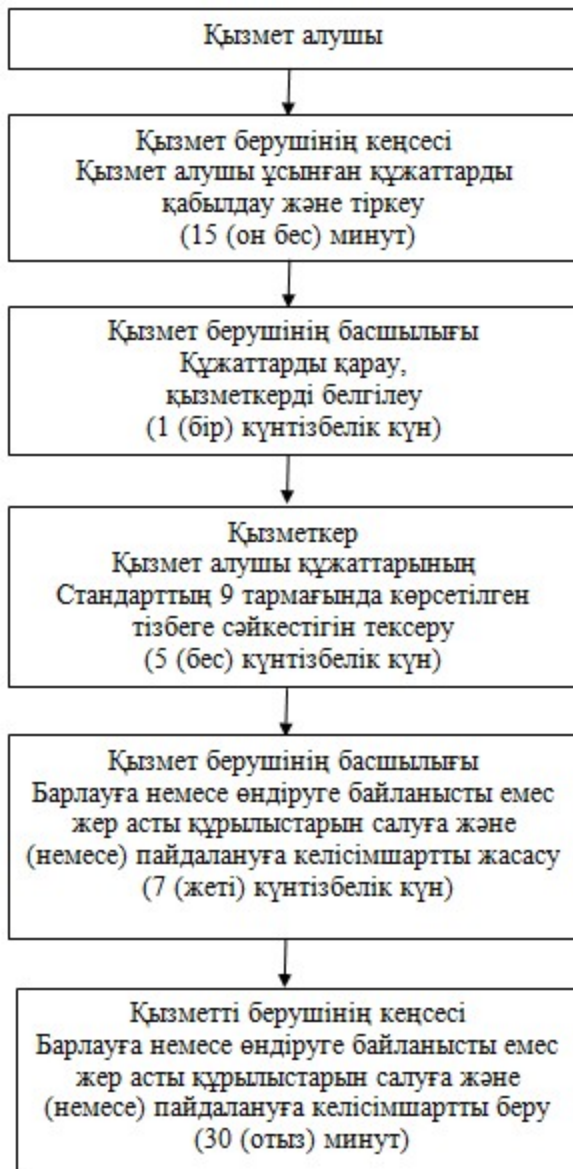 Қызмет алушы
Қызмет берушінің кеңсесі
Қызмет алушы ұсынған құжаттарды
қабылдау және тіркеу
(15 (он бес) минут)
Қызмет берушінің басшылығы
Құжаттарды қарау,
қызметкерді белгілеу
(1 (бір) күнтізбелік күн)
Қызметкер
Қызмет алушы құжаттарының
Стандарттың 9 тармағында көрсетілген
тізбеге сәйкестігін тексеру
(5 (бес) күнтізбелік күн)
Қызмет берушінің басшылығы
Барлауға немесе өндіруге байланысты емес
жер асты құрылыстарын салуға және
(немесе) пайдалануға келісімшартты жасасу
(7 (жеті) күнтізбелік күн)
Қызметті берушінің кеңсесі
Барлауға немесе өндіруге байланысты емес
жер асты құрылыстарын салуға және
(немесе) пайдалануға келісімшартты беру
(30 (отыз) минут)